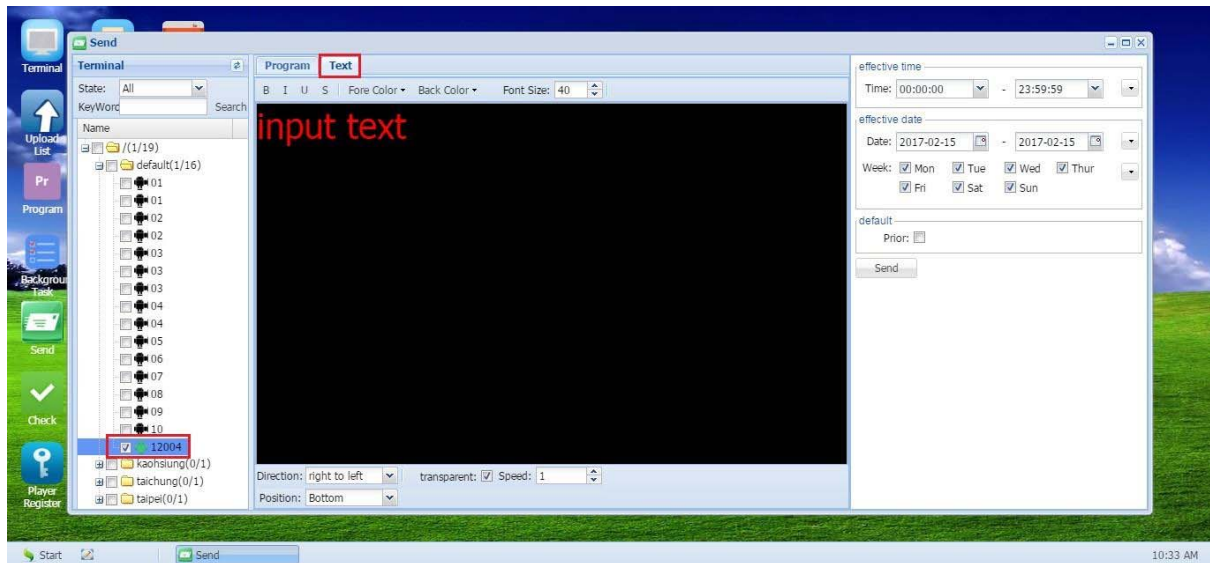 Terminal
Upload
List
Pr
Program
Backgrou
Task
Send
Check
Player
Register
Send
Terminal
State: All
KeyWord Search
Name
/(1/19)
default(1/16)
01
01
02
02
03
03
03
04
04
05
06
07
08
09
10
12004
kaohsiung(0/1)
taichung(0/1)
taipei(0/1)
Program Text
B I U S Fore Color Back Color Font Size: 40
input text
Direction: right to left transparent: Speed: 1
Position: Bottom
effective time
Time: 00:00:00 - 23:59:59
effective date
Date: 2017-02-15 - 2017-02-15
Week: Mon Tue Wed Thur
Fri Sat Sun
default
Prior:
Send
Start Send 10:33 AM